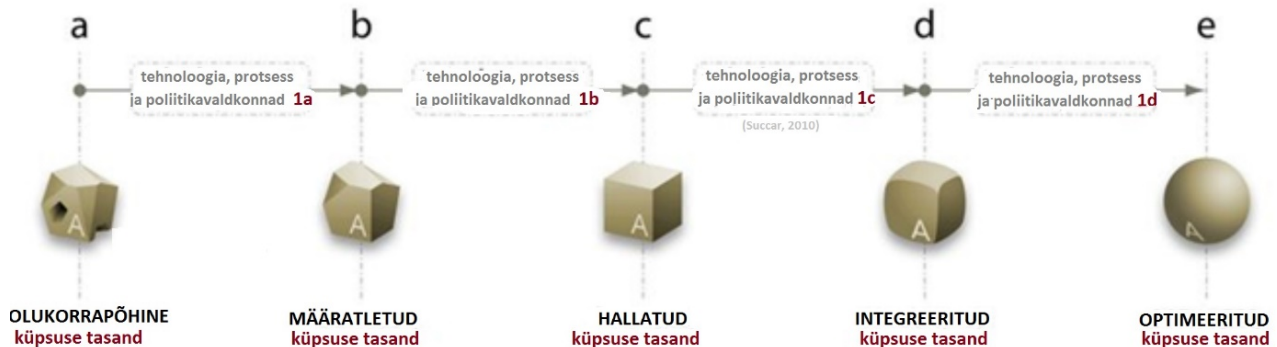 a b c d e
tehnoloogia, protsess
ja poliitikavaldkonnad 1a
tehnoloogia, protsess
ja poliitikavaldkonnad 1b
tehnoloogia, protsess
ja poliitikavaldkonnad 1c
(Succar, 2010)
tehnoloogia, protsess
ja poliitikavaldkonnad 1d
A A A A A
OLUKORRAPÕHINE
küpsuse tasand
MÄÄRATLETUD
küpsuse tasand
HALLATUD
küpsuse tasand
INTEGREERITUD
küpsuse tasand
OPTIMEERITUD
küpsuse tasand